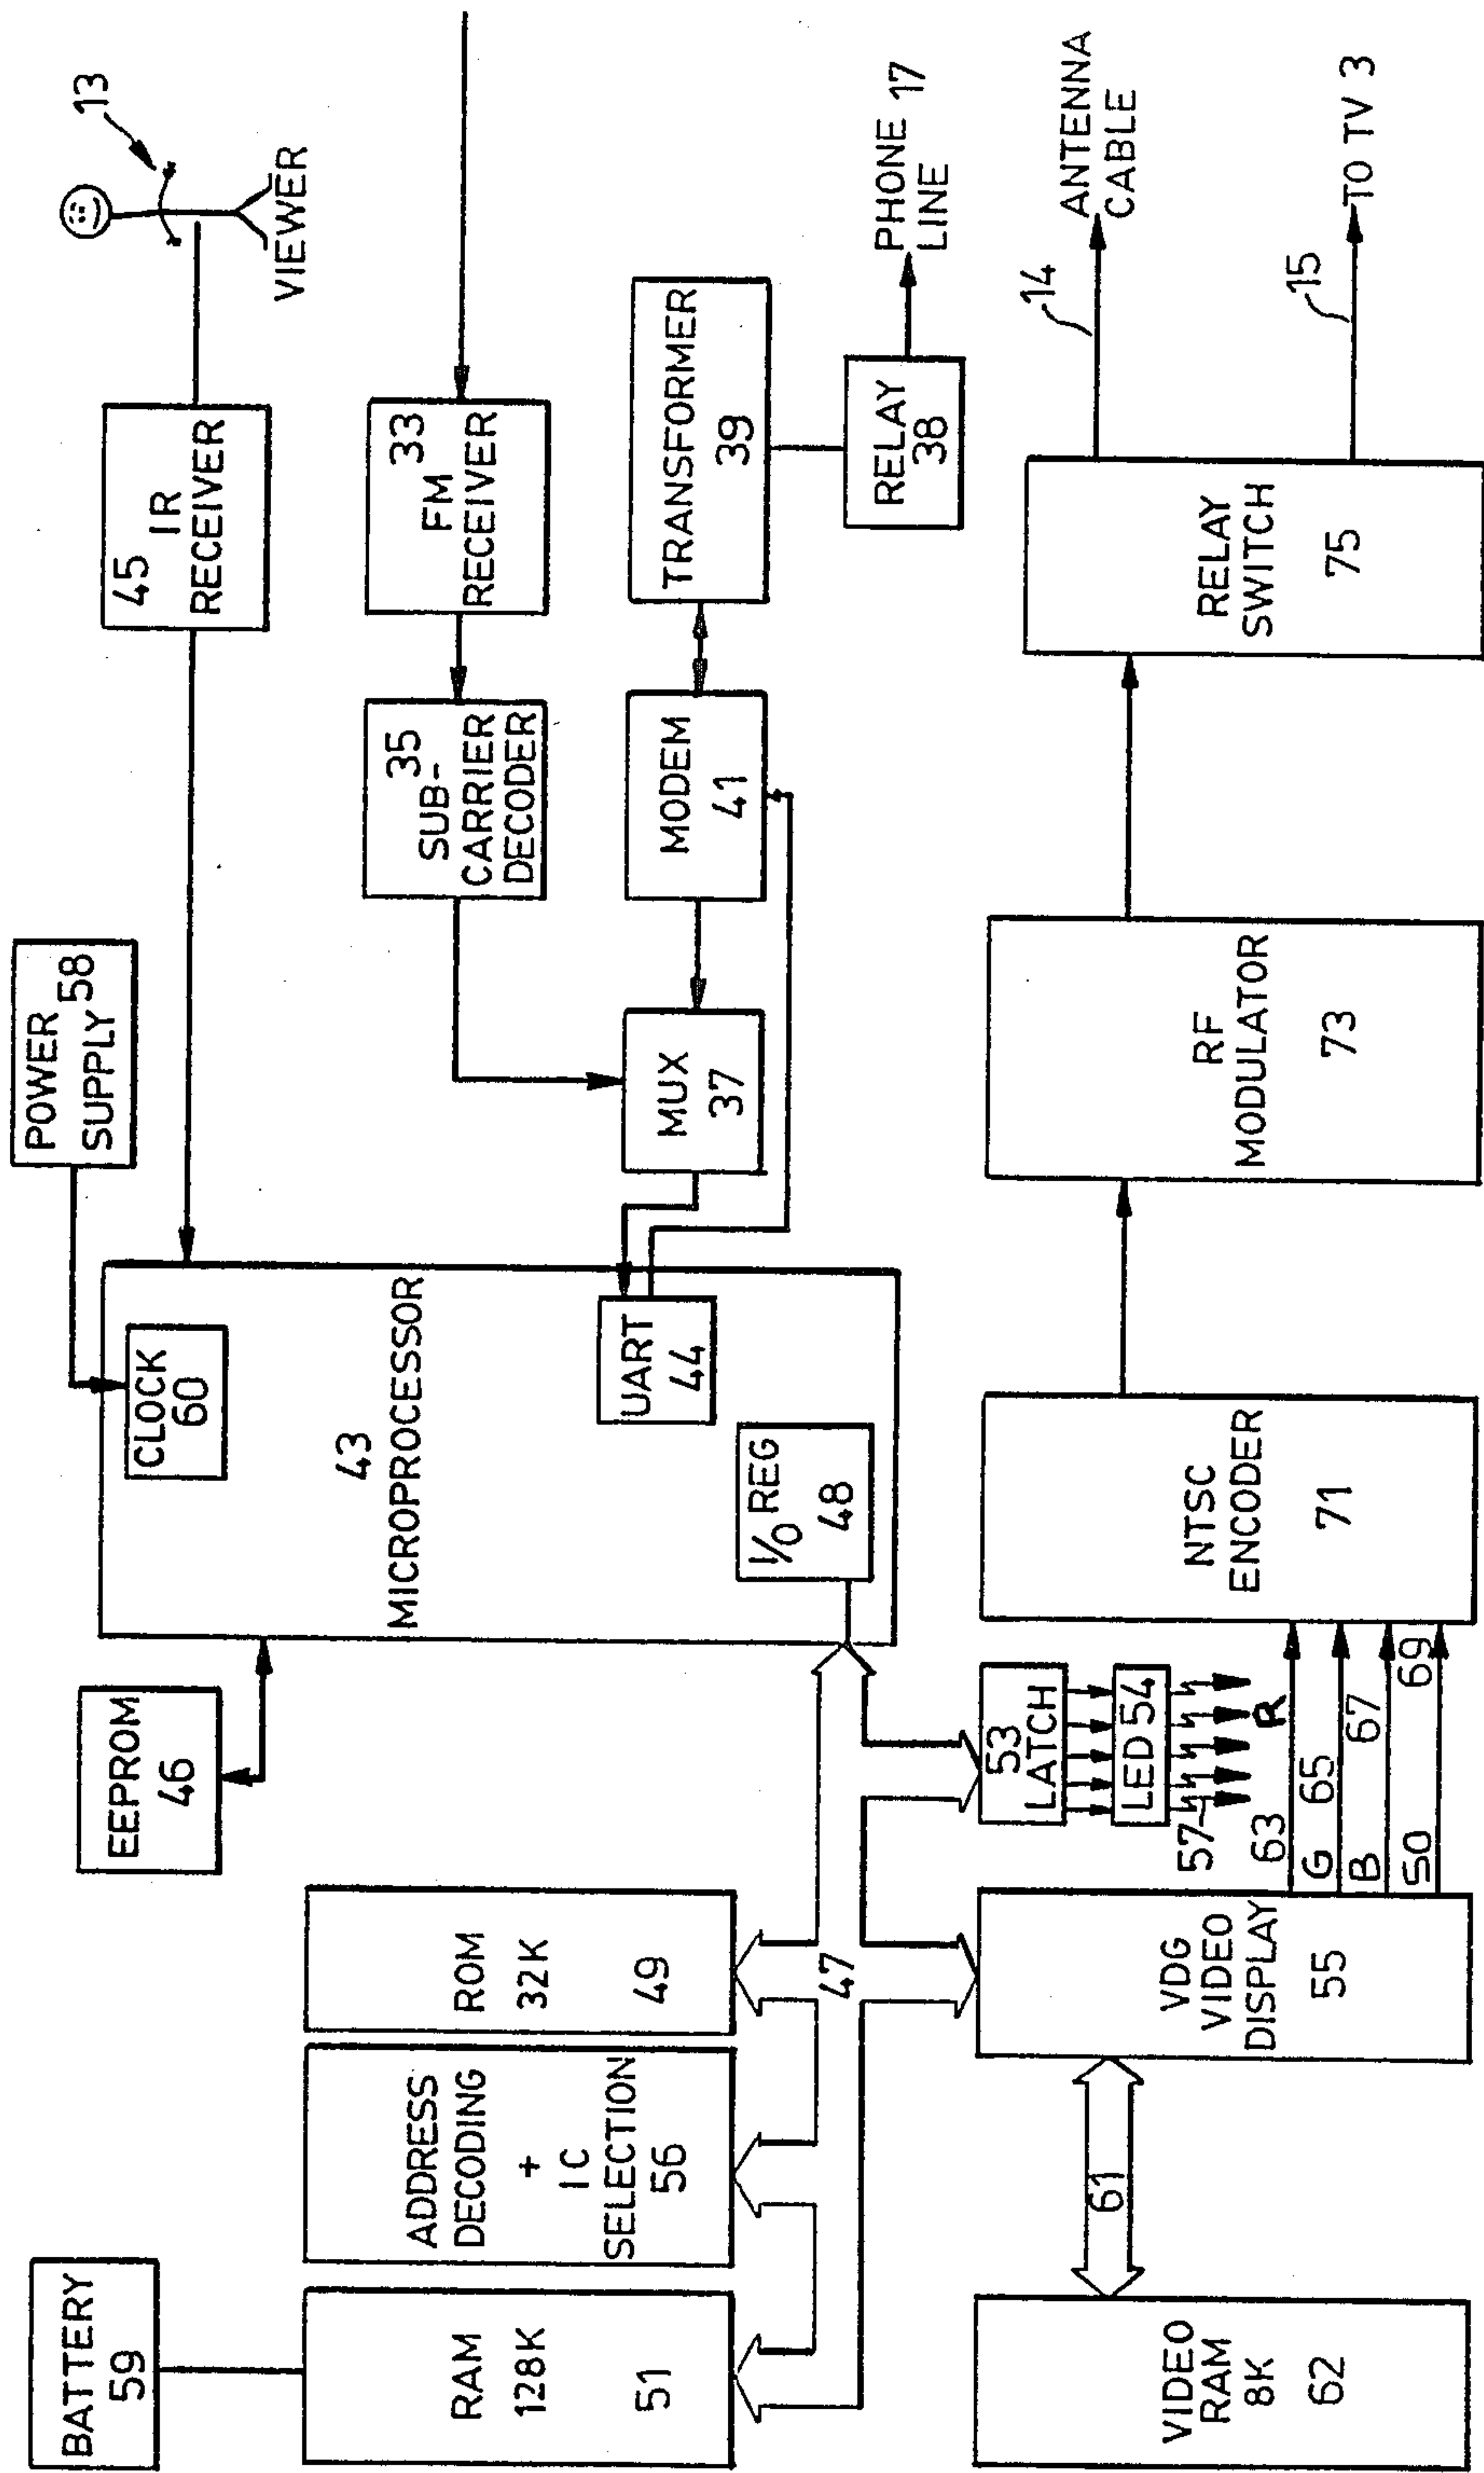 BATTERY
59
RAM
128K
51
ADDRESS
DECODING
+
IC
SELECTION
56
ROM
32K
49
EEPROM
46
POWER
SUPPLY 58
CLOCK
60
43
MICROPROCESSOR
UART
44
I/O REG
48
45
IR
RECEIVER
13
VIEWER
33
FM
RECEIVER
35
SUB-
CARRIER
DECODER
MUX
37
MODEM
41
TRANSFORMER
39
RELAY
38
PHONE 17
LINE
47
53
LATCH
LED 54
57
VIDEO
RAM
8K
62
61
VDG
VIDEO
DISPLAY
55
63
R
G 65
B 67
SO 69
NTSC
ENCODER
71
RF
MODULATOR
73
RELAY
SWITCH
75
14
ANTENNA
CABLE
15
TO TV 3